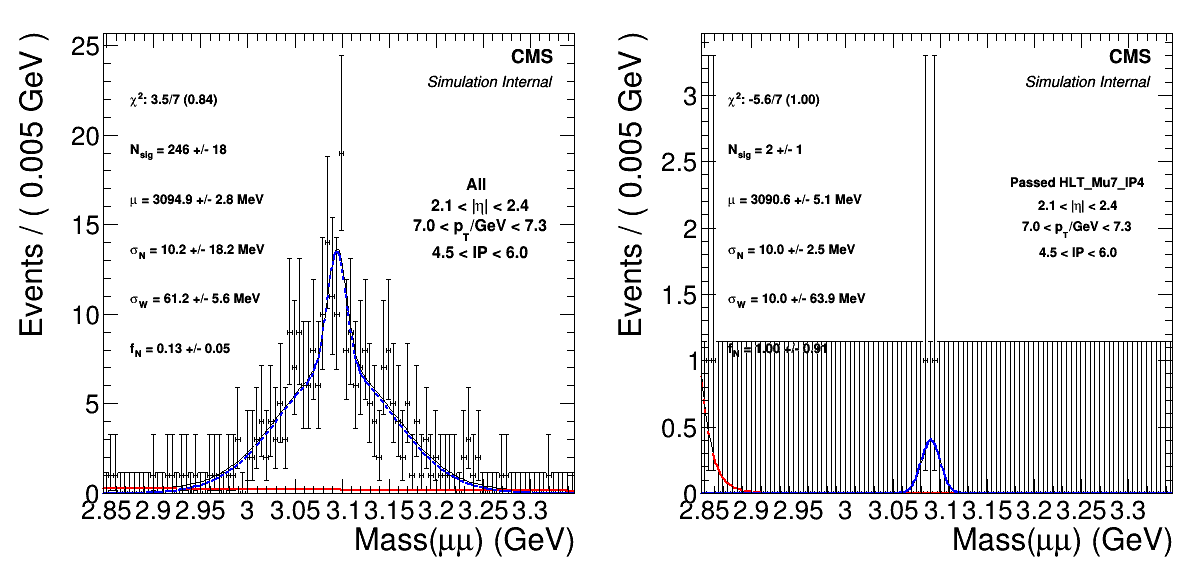 Events / ( 0.005 GeV )
25
20
15
10
5
0
CMS
Simulation Internal
χ²: 3.5/7 (0.84)
N_sig = 246 +/- 18
μ = 3094.9 +/- 2.8 MeV
σ_N = 10.2 +/- 18.2 MeV
σ_W = 61.2 +/- 5.6 MeV
f_N = 0.13 +/- 0.05
All
2.1 < |η| < 2.4
7.0 < p_T/GeV < 7.3
4.5 < IP < 6.0
2.85 2.9 2.95 3 3.05 3.1 3.15 3.2 3.25 3.3
Mass(μμ) (GeV)
Events / ( 0.005 GeV )
3
2.5
2
1.5
1
0.5
0
CMS
Simulation Internal
χ²: -5.6/7 (1.00)
N_sig = 2 +/- 1
μ = 3090.6 +/- 5.1 MeV
σ_N = 10.0 +/- 2.5 MeV
σ_W = 10.0 +/- 63.9 MeV
f_N = 1.00 +/- 0.91
Passed HLT_Mu7_IP4
2.1 < |η| < 2.4
7.0 < p_T/GeV < 7.3
4.5 < IP < 6.0
2.85 2.9 2.95 3 3.05 3.1 3.15 3.2 3.25 3.3
Mass(μμ) (GeV)